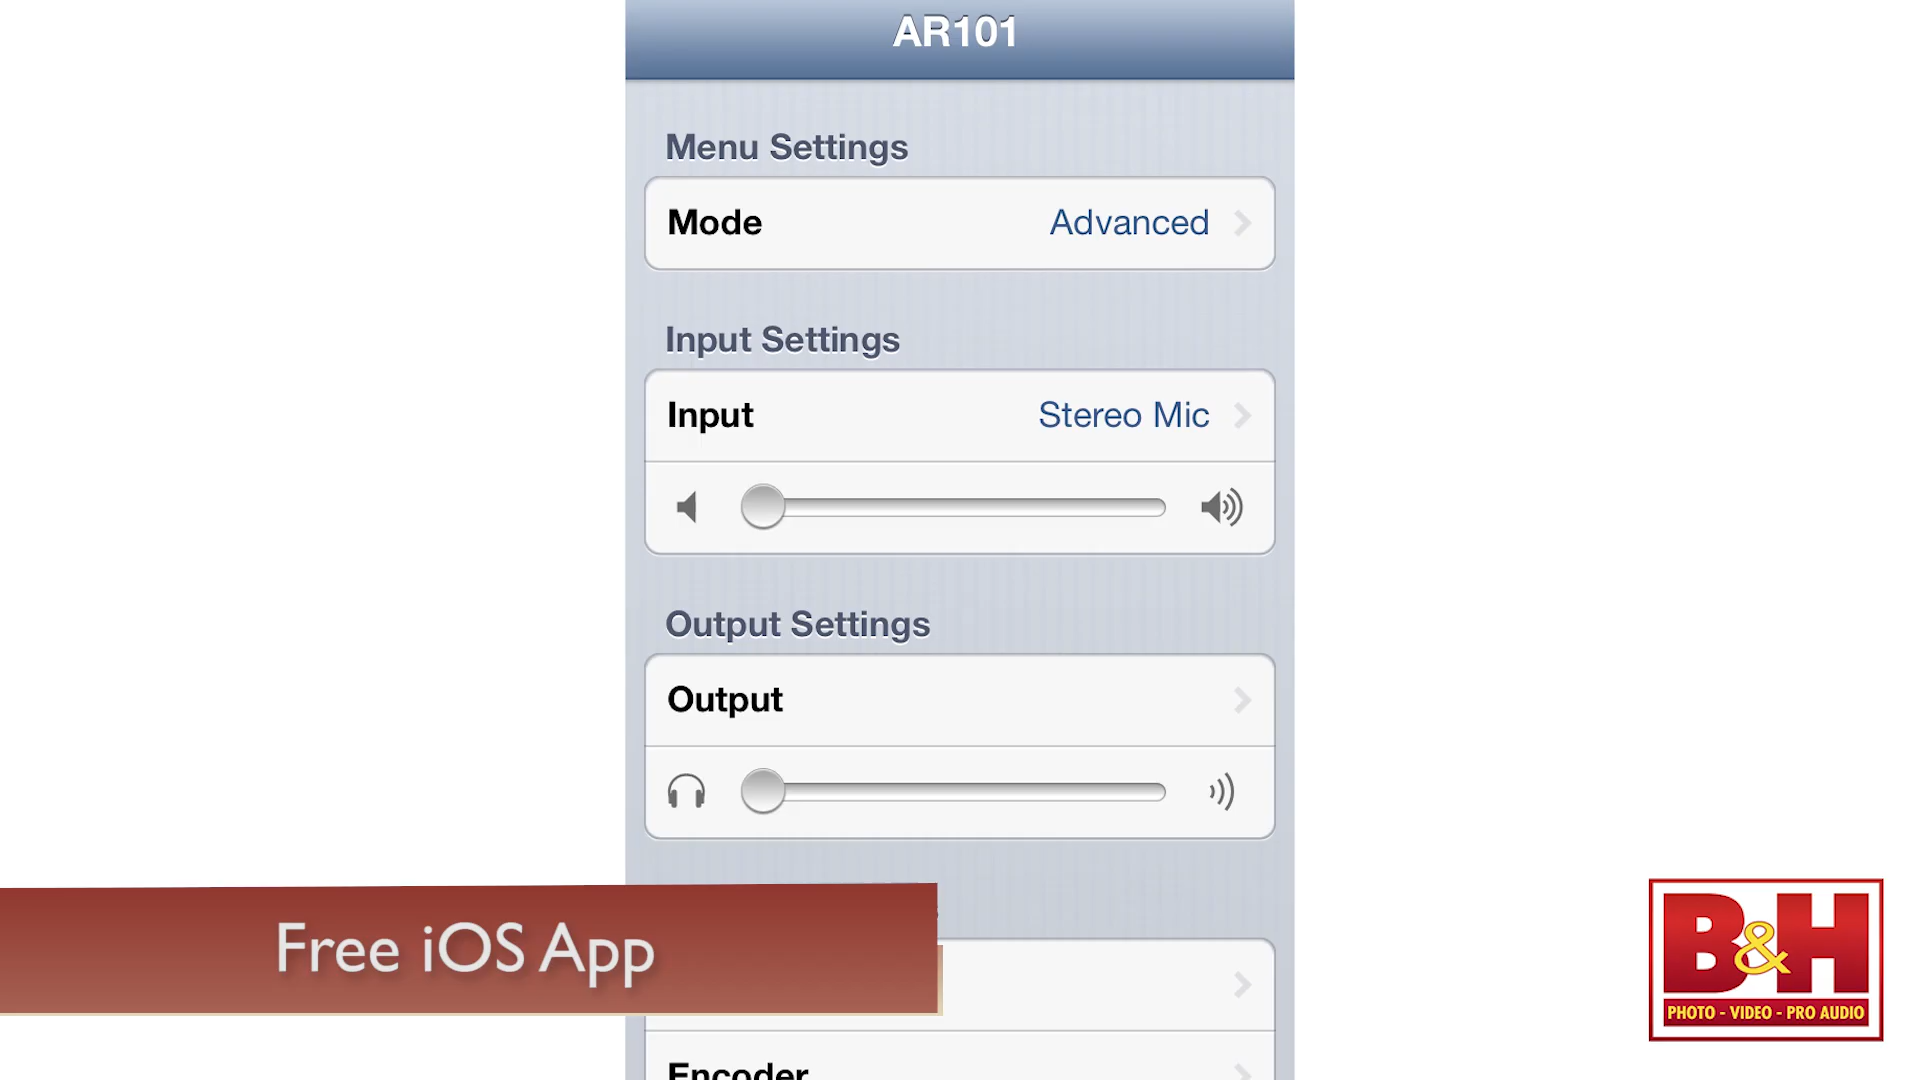 AR101
Menu Settings
Mode Advanced
Input Settings
Input Stereo Mic
Output Settings
Output
Free iOS App
Encoder
B&H
PHOTO - VIDEO - PRO AUDIO